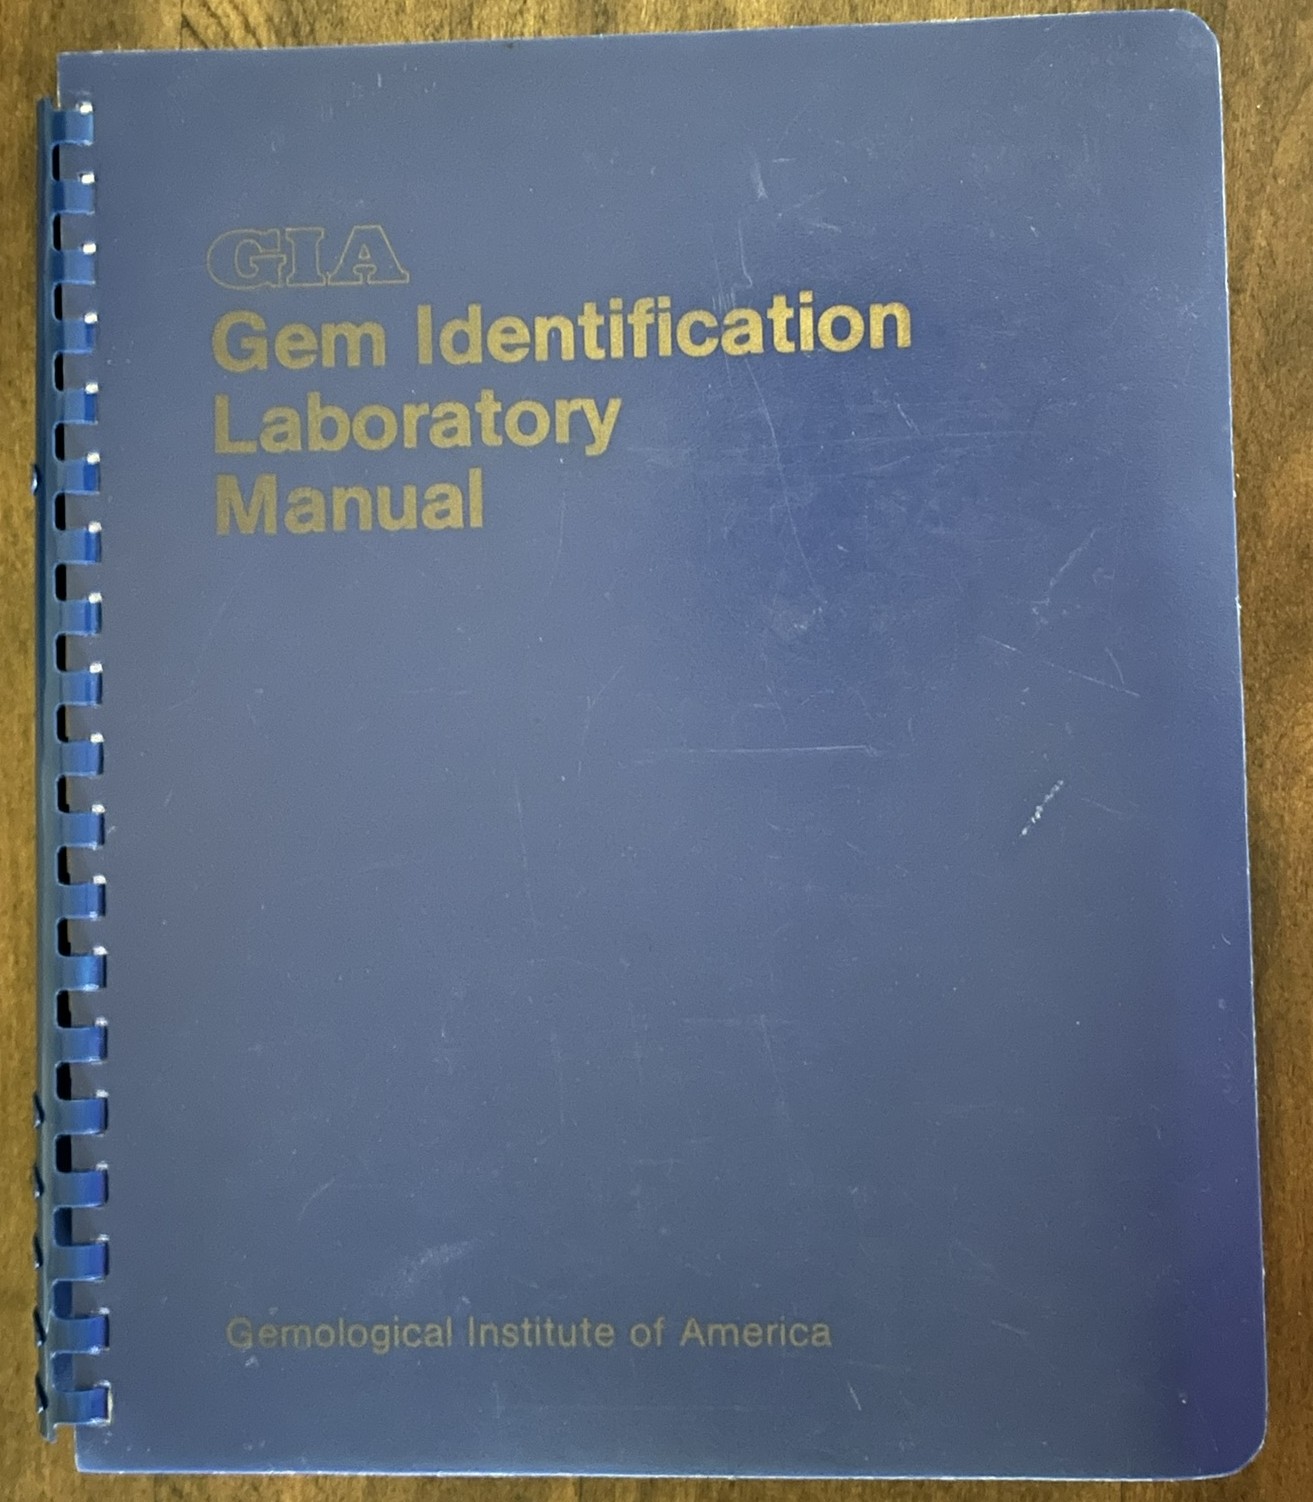 GIA
Gem Identification
Laboratory
Manual
Gemological Institute of America